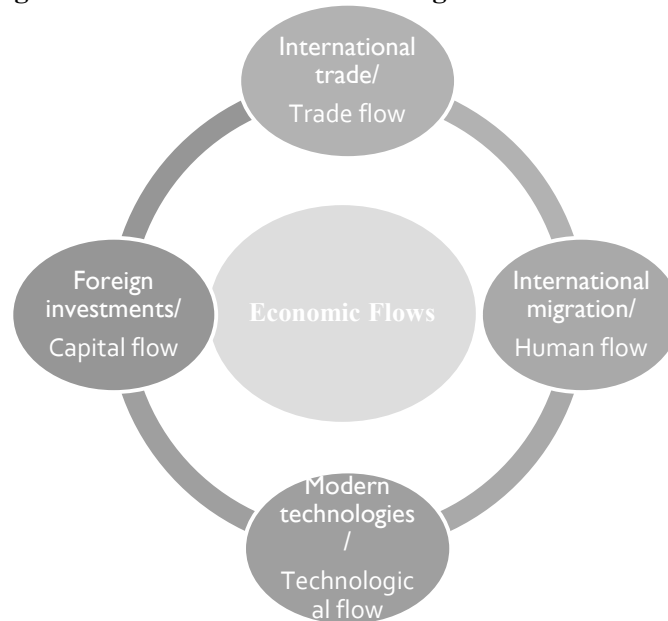 International
trade/
Trade flow
Foreign
investments/
Capital flow
Economic Flows
International
migration/
Human flow
Modern
technologies
/
Technologic
al flow